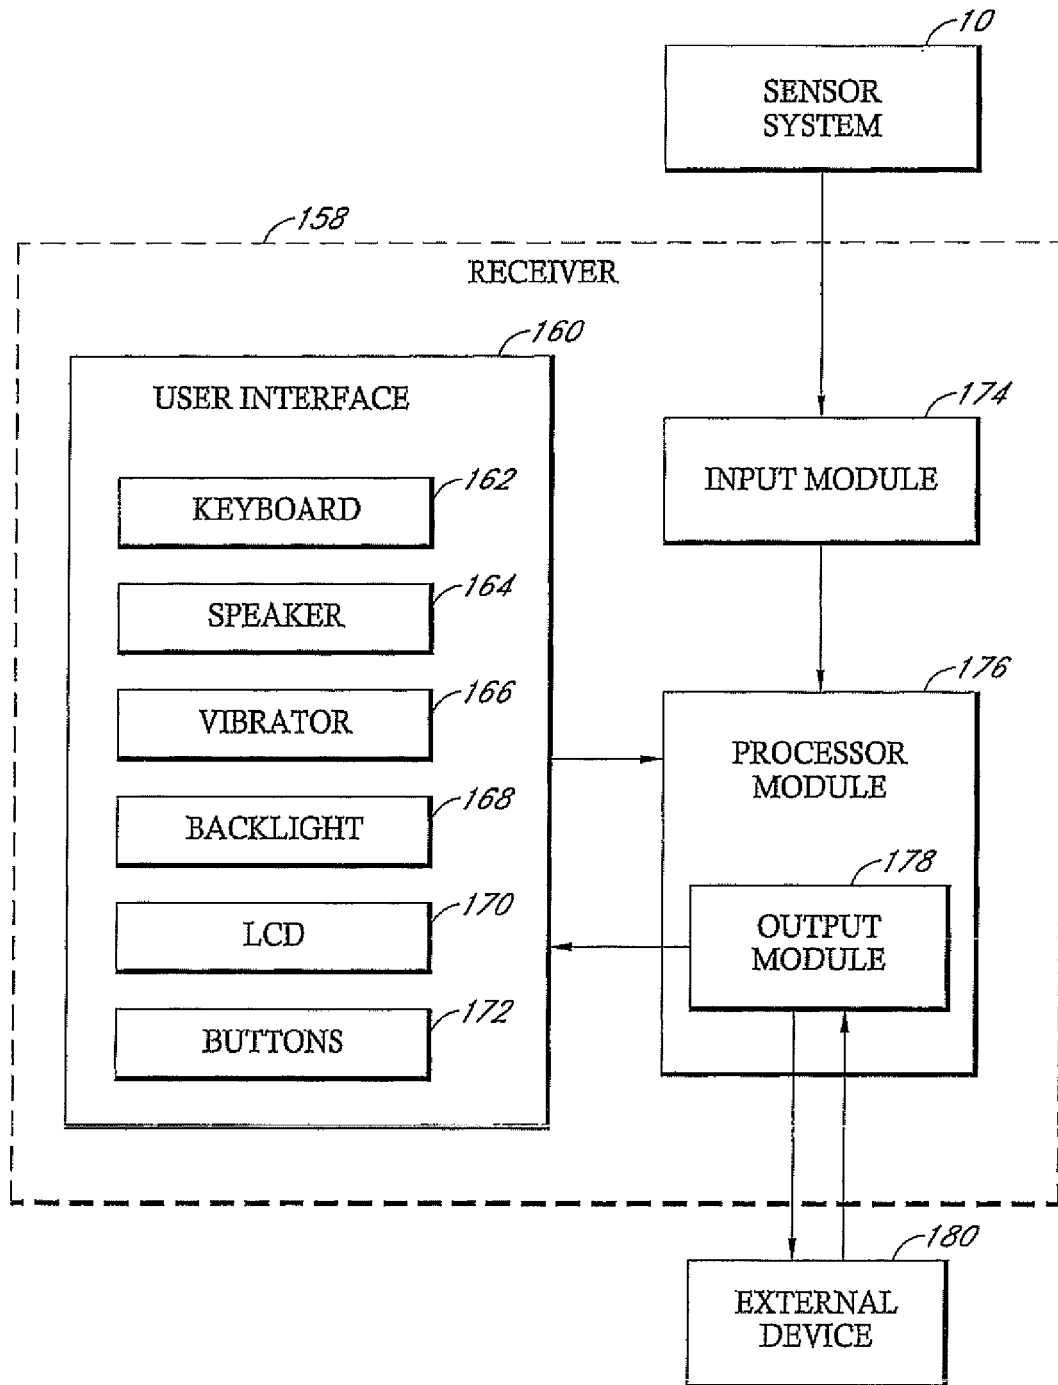 10
SENSOR
SYSTEM
158
RECEIVER
160
USER INTERFACE
174
INPUT MODULE
162
KEYBOARD
164
SPEAKER
166
VIBRATOR
168
BACKLIGHT
170
LCD
172
BUTTONS
176
PROCESSOR
MODULE
178
OUTPUT
MODULE
180
EXTERNAL
DEVICE